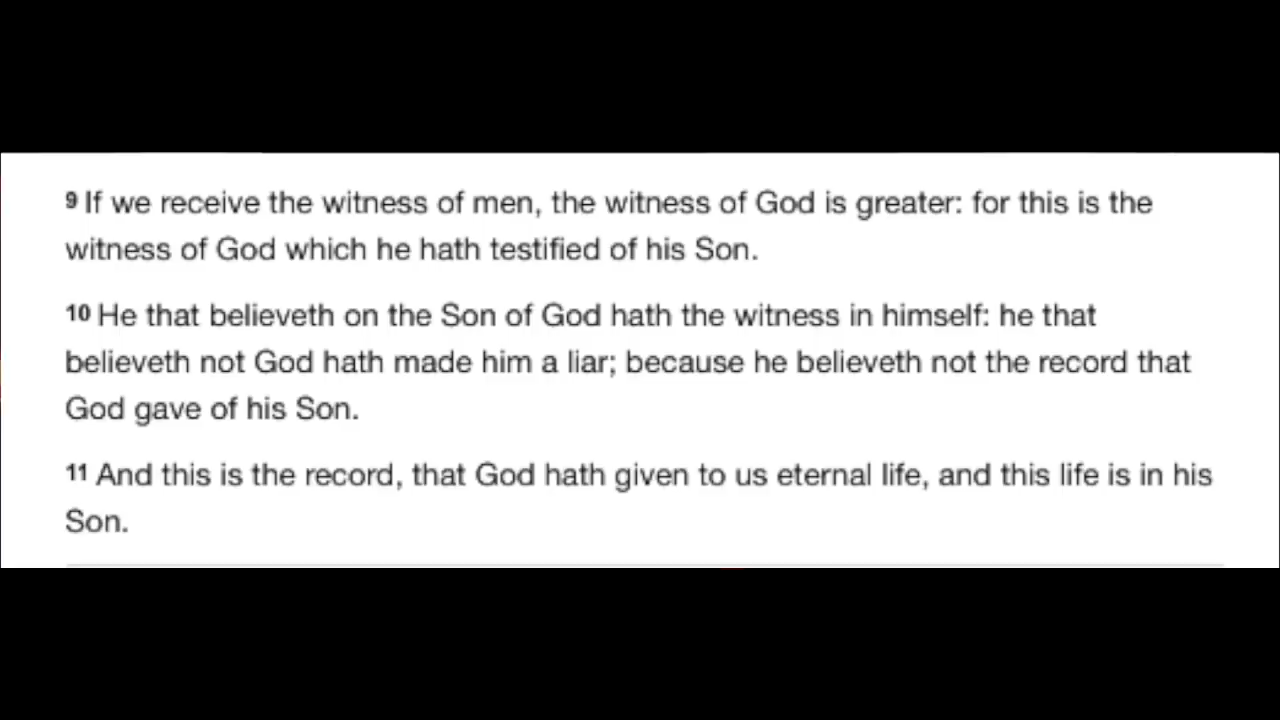 9 If we receive the witness of men, the witness of God is greater: for this is the
witness of God which he hath testified of his Son.
10 He that believeth on the Son of God hath the witness in himself: he that
believeth not God hath made him a liar; because he believeth not the record that
God gave of his Son.
11 And this is the record, that God hath given to us eternal life, and this life is in his
Son.